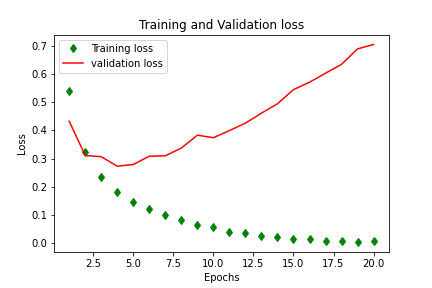 Training and Validation loss
Training loss
validation loss
0.7
0.6
0.5
0.4
0.3
0.2
0.1
0.0
Loss
2.5 5.0 7.5 10.0 12.5 15.0 17.5 20.0
Epochs